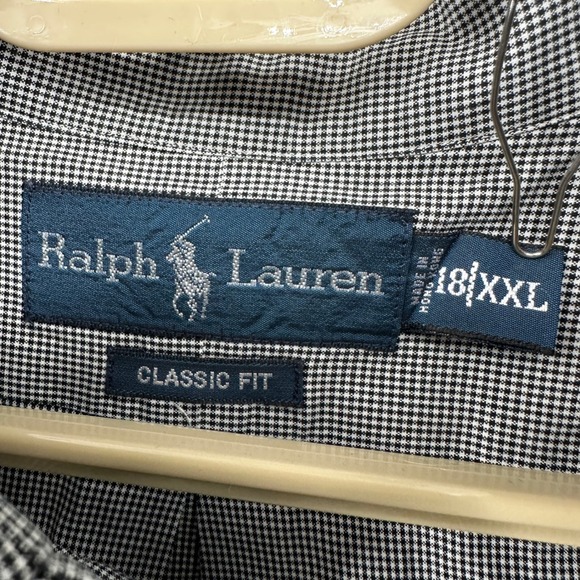 Ralph Lauren
MADE IN
HONG KONG
18 XXL
CLASSIC FIT